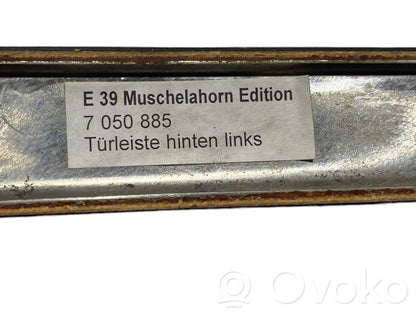 E 39 Muschelahorn Edition
7 050 885
Türleiste hinten links
Ovoko